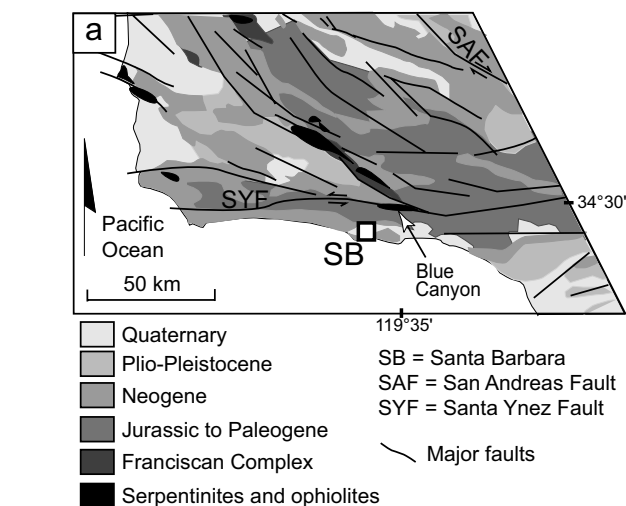 a
SAF
SYF
34°30'
Pacific
Ocean
SB
50 km
Blue
Canyon
119°35'
Quaternary
Plio-Pleistocene
Neogene
Jurassic to Paleogene
Franciscan Complex
Serpentinites and ophiolites
SB = Santa Barbara
SAF = San Andreas Fault
SYF = Santa Ynez Fault
Major faults